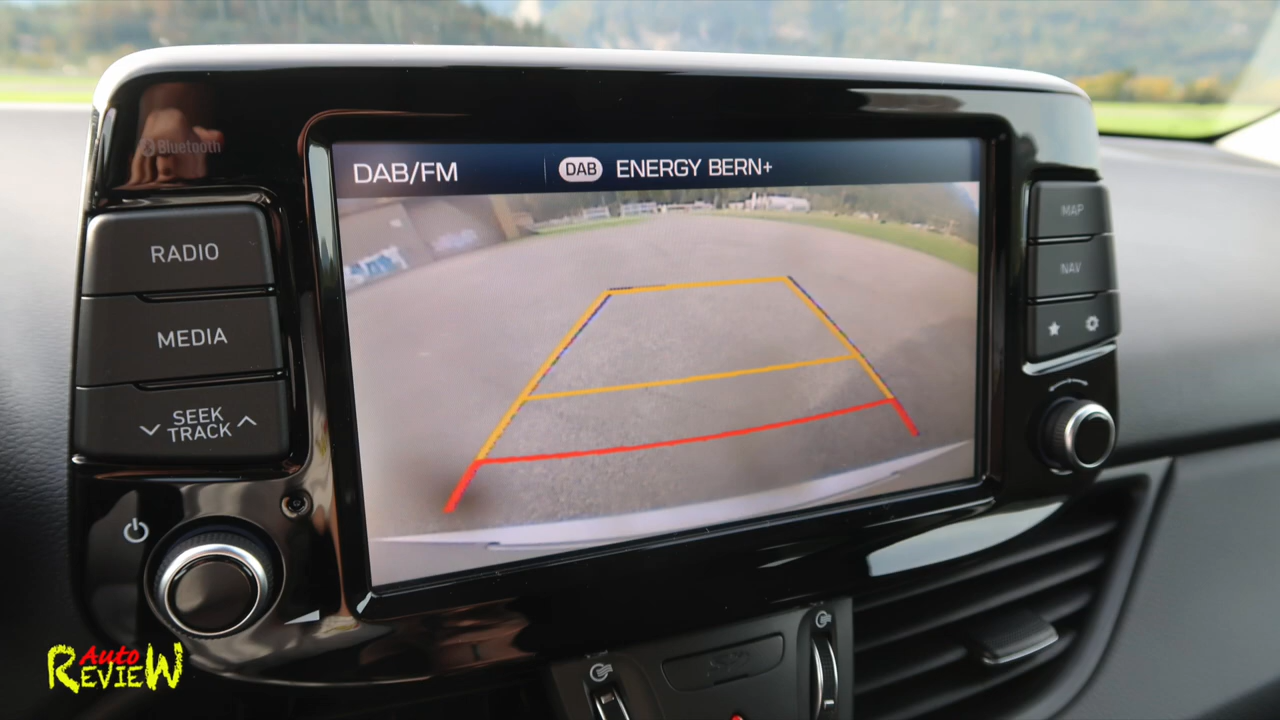 DAB/FM
DAB ENERGY BERN+
Bluetooth
RADIO
MEDIA
SEEK
TRACK
MAP
NAV
Auto
REVIEW